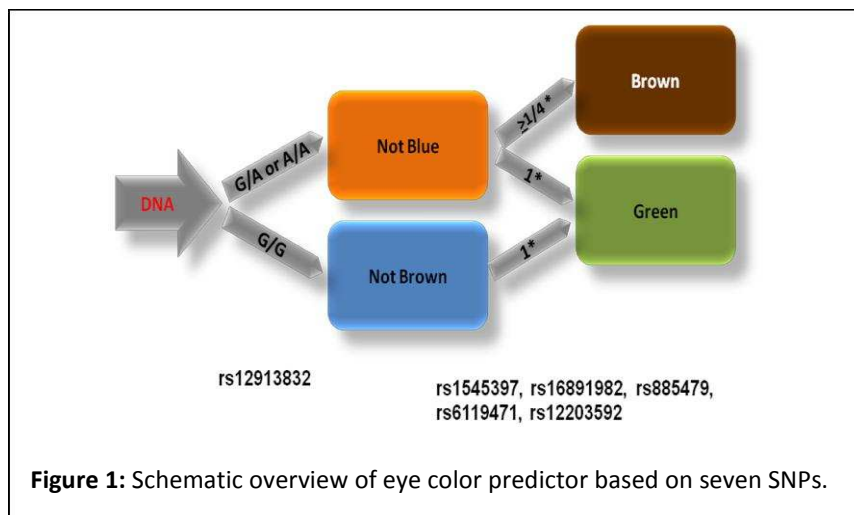 DNA
G/A or A/A
G/G
Not Blue
Not Brown
≥1/4 *
1*
1*
Brown
Green
rs12913832
rs1545397, rs16891982, rs885479,
rs6119471, rs12203592
Figure 1: Schematic overview of eye color predictor based on seven SNPs.